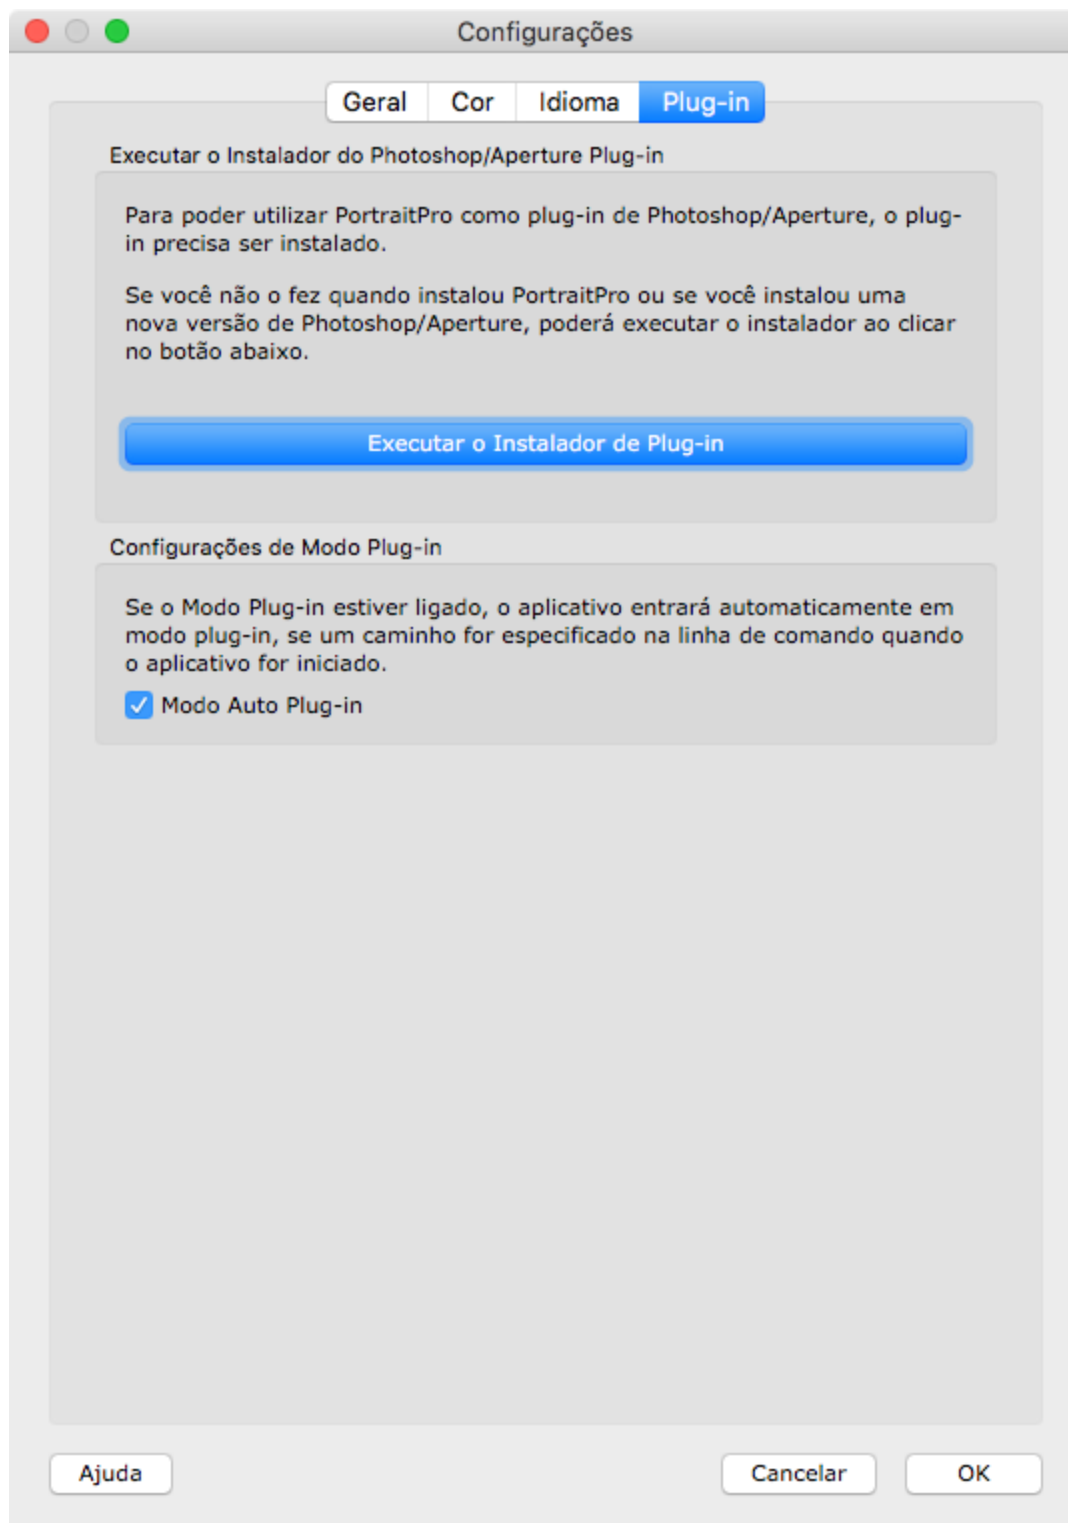 Configurações
Geral Cor Idioma Plug-in
Executar o Instalador do Photoshop/Aperture Plug-in
Para poder utilizar PortraitPro como plug-in de Photoshop/Aperture, o plug-
in precisa ser instalado.
Se você não o fez quando instalou PortraitPro ou se você instalou uma
nova versão de Photoshop/Aperture, poderá executar o instalador ao clicar
no botão abaixo.
Executar o Instalador de Plug-in
Configurações de Modo Plug-in
Se o Modo Plug-in estiver ligado, o aplicativo entrará automaticamente em
modo plug-in, se um caminho for especificado na linha de comando quando
o aplicativo for iniciado.
Modo Auto Plug-in
Ajuda Cancelar OK